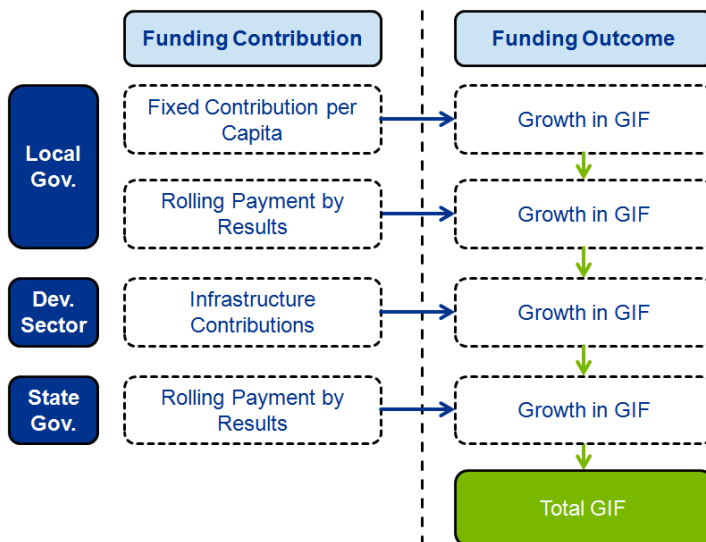 Funding Contribution
Funding Outcome
Local
Gov.
Fixed Contribution per
Capita
Growth in GIF
Rolling Payment by
Results
Growth in GIF
Dev.
Sector
Infrastructure
Contributions
Growth in GIF
State
Gov.
Rolling Payment by
Results
Growth in GIF
Total GIF